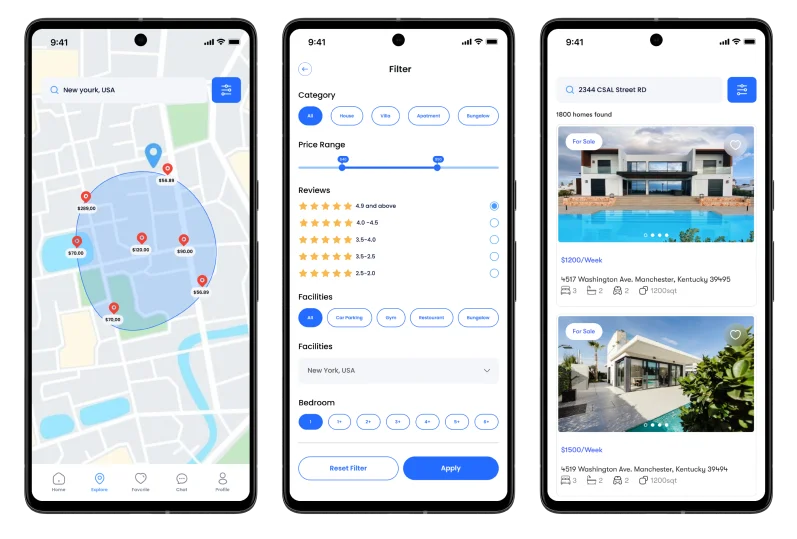 9:41
New yourk, USA
$58.99
$289.00
$70.00
$120.00
$90.00
$56.89
$70.00
Home
Explore
Favorite
Chat
Profile
9:41
Filter
Category
All
House
Villa
Apatment
Bungalow
Price Range
Reviews
4.9 and above
4.0 -4.5
3.5-4.0
3.5-2.5
2.5-2.0
Facilities
All
Car Parking
Gym
Restaurant
Bungalow
Facilities
New York, USA
Bedroom
1
1+
2+
3+
4+
5+
6+
Reset Filter
Apply
9:41
2344 CSAL Street RD
1800 homes found
For Sale
$1200/Week
4517 Washington Ave. Manchester, Kentucky 39495
3 2 2 1200sqt
For Sale
$1500/Week
4519 Washington Ave. Manchester, Kentucky 39494
3 2 2 1200sqt